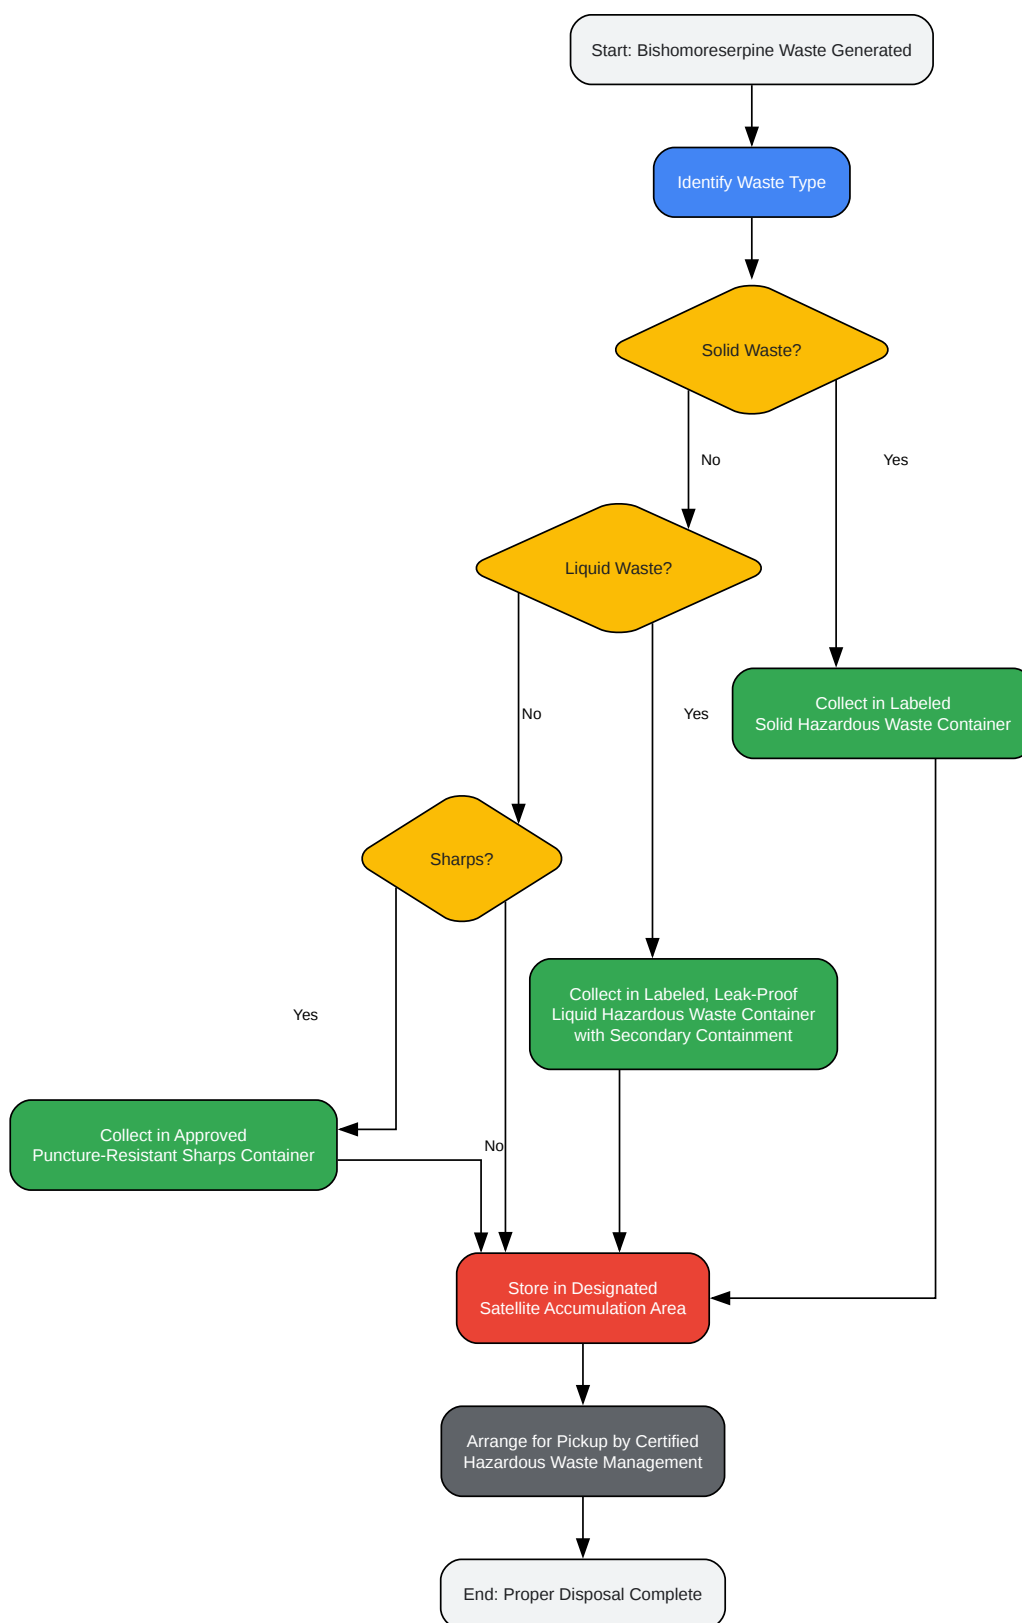 Start: Bishomoreserpine Waste Generated
Identify Waste Type
Solid Waste?
No
Yes
Liquid Waste?
No
Yes
Collect in Labeled
Solid Hazardous Waste Container
Sharps?
Yes
Collect in Labeled, Leak-Proof
Liquid Hazardous Waste Container
with Secondary Containment
Collect in Approved
Puncture-Resistant Sharps Container
No
Store in Designated
Satellite Accumulation Area
Arrange for Pickup by Certified
Hazardous Waste Management
End: Proper Disposal Complete